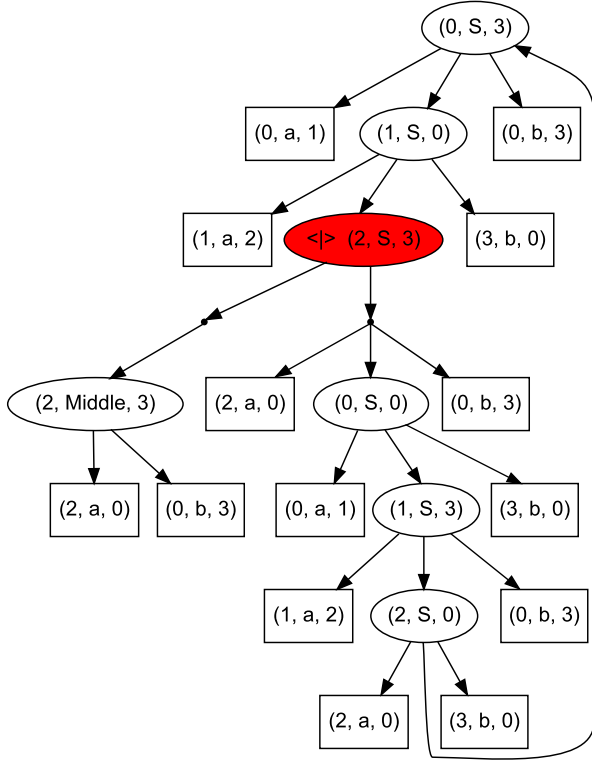 (0, S, 3)
(0, a, 1)
(1, S, 0)
(0, b, 3)
(1, a, 2)
<|> (2, S, 3)
(3, b, 0)
(2, Middle, 3)
(2, a, 0)
(0, S, 0)
(0, b, 3)
(2, a, 0)
(0, b, 3)
(0, a, 1)
(1, S, 3)
(3, b, 0)
(1, a, 2)
(2, S, 0)
(0, b, 3)
(2, a, 0)
(3, b, 0)